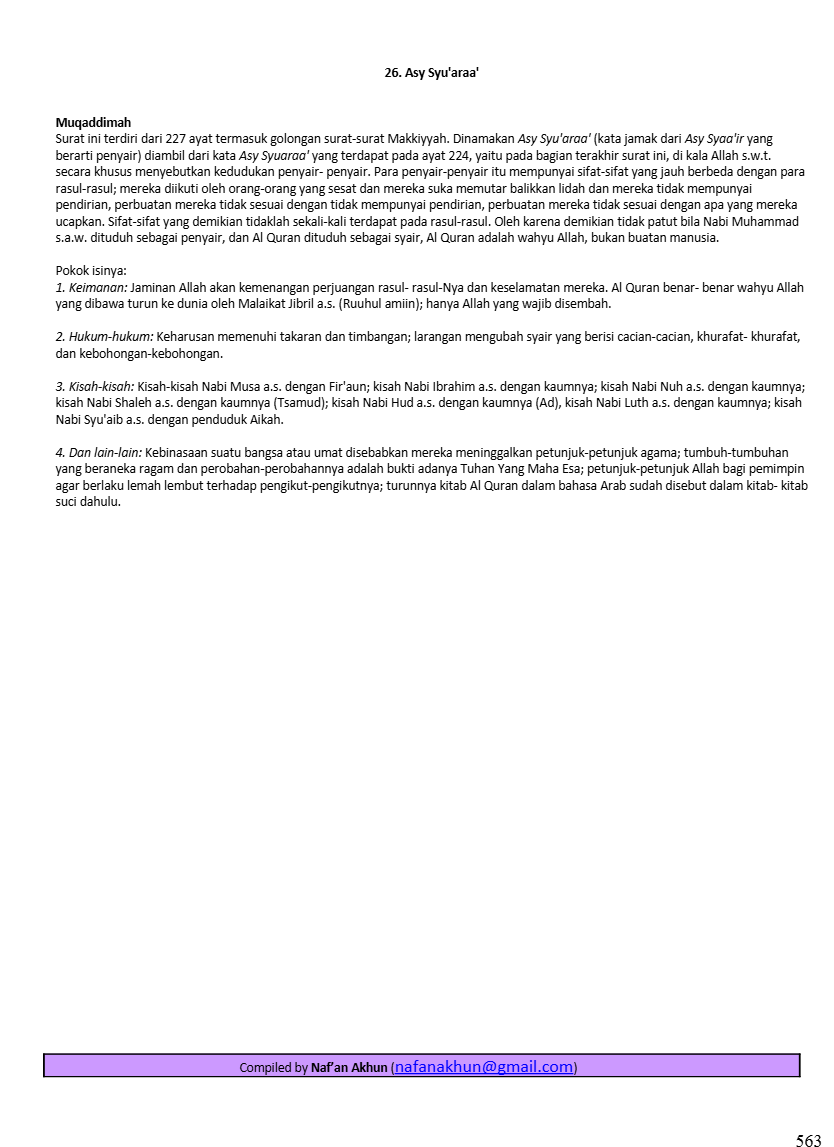 26. Asy Syu'araa'
Muqaddimah
Surat ini terdiri dari 227 ayat termasuk golongan surat-surat Makkiyyah. Dinamakan Asy Syu'araa' (kata jamak dari Asy Syaa'ir yang
berarti penyair) diambil dari kata Asy Syuaraa' yang terdapat pada ayat 224, yaitu pada bagian terakhir surat ini, di kala Allah s.w.t.
secara khusus menyebutkan kedudukan penyair- penyair. Para penyair-penyair itu mempunyai sifat-sifat yang jauh berbeda dengan para
rasul-rasul; mereka diikuti oleh orang-orang yang sesat dan mereka suka memutar balikkan lidah dan mereka tidak mempunyai
pendirian, perbuatan mereka tidak sesuai dengan tidak mempunyai pendirian, perbuatan mereka tidak sesuai dengan apa yang mereka
ucapkan. Sifat-sifat yang demikian tidaklah sekali-kali terdapat pada rasul-rasul. Oleh karena demikian tidak patut bila Nabi Muhammad
s.a.w. dituduh sebagai penyair, dan Al Quran dituduh sebagai syair, Al Quran adalah wahyu Allah, bukan buatan manusia.
Pokok isinya:
1. Keimanan: Jaminan Allah akan kemenangan perjuangan rasul- rasul-Nya dan keselamatan mereka. Al Quran benar- benar wahyu Allah
yang dibawa turun ke dunia oleh Malaikat Jibril a.s. (Ruuhul amiin); hanya Allah yang wajib disembah.
2. Hukum-hukum: Keharusan memenuhi takaran dan timbangan; larangan mengubah syair yang berisi cacian-cacian, khurafat- khurafat,
dan kebohongan-kebohongan.
3. Kisah-kisah: Kisah-kisah Nabi Musa a.s. dengan Fir'aun; kisah Nabi Ibrahim a.s. dengan kaumnya; kisah Nabi Nuh a.s. dengan kaumnya;
kisah Nabi Shaleh a.s. dengan kaumnya (Tsamud); kisah Nabi Hud a.s. dengan kaumnya (Ad), kisah Nabi Luth a.s. dengan kaumnya; kisah
Nabi Syu'aib a.s. dengan penduduk Aikah.
4. Dan lain-lain: Kebinasaan suatu bangsa atau umat disebabkan mereka meninggalkan petunjuk-petunjuk agama; tumbuh-tumbuhan
yang beraneka ragam dan perobahan-perobahannya adalah bukti adanya Tuhan Yang Maha Esa; petunjuk-petunjuk Allah bagi pemimpin
agar berlaku lemah lembut terhadap pengikut-pengikutnya; turunnya kitab Al Quran dalam bahasa Arab sudah disebut dalam kitab- kitab
suci dahulu.
Compiled by Naf’an Akhun (nafanakhun@gmail.com)
563